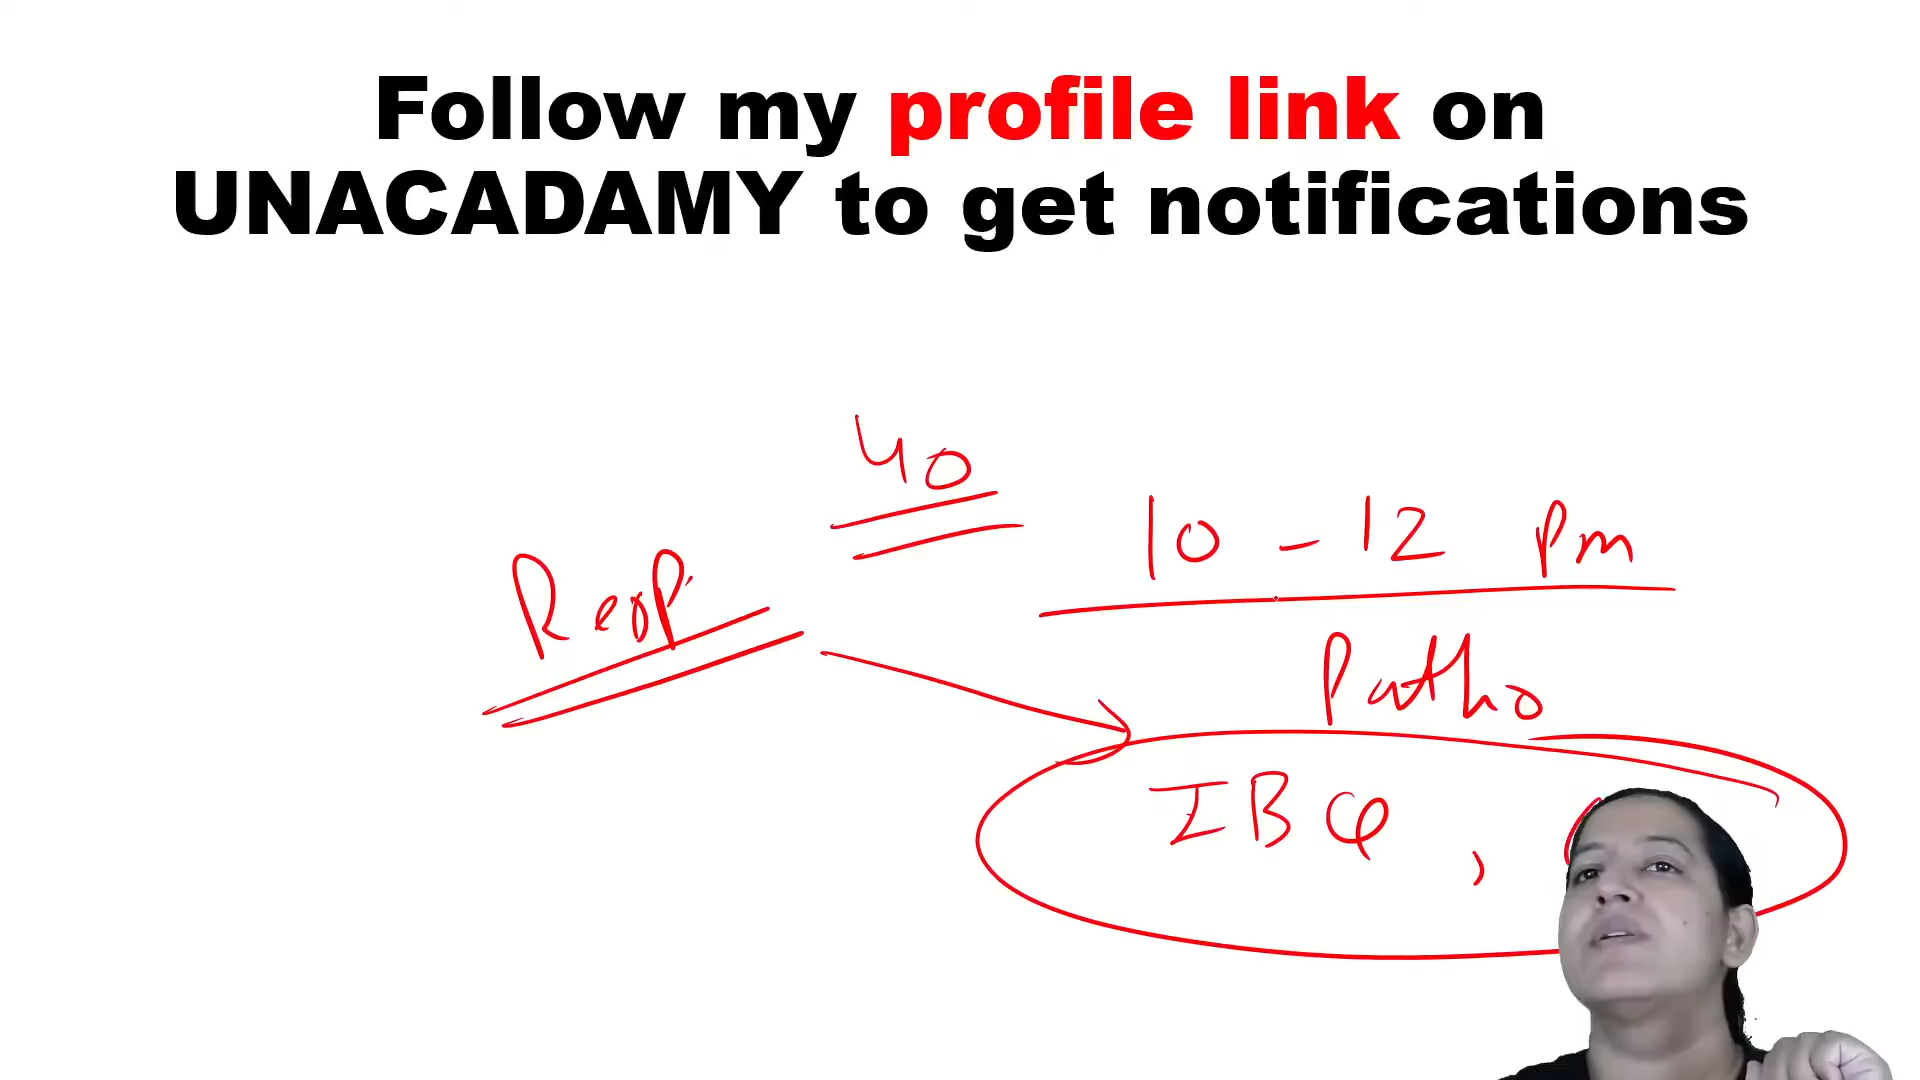 Follow my profile link on
UNACADAMY to get notifications
40
10 - 12 Pm
Resp
Patho
IBQ ,